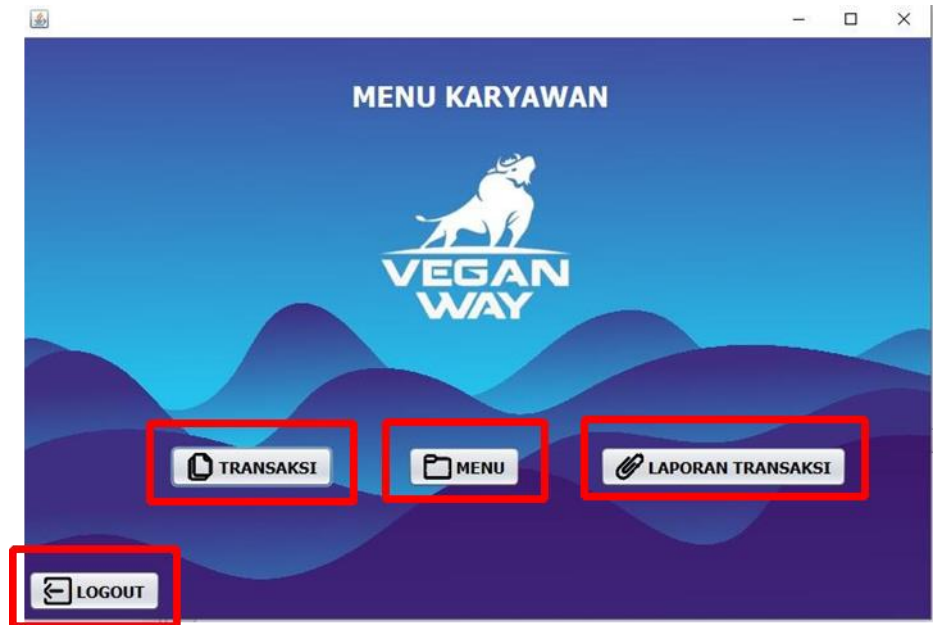 MENU KARYAWAN
VEGAN
WAY
TRANSAKSI
MENU
LAPORAN TRANSAKSI
LOGOUT